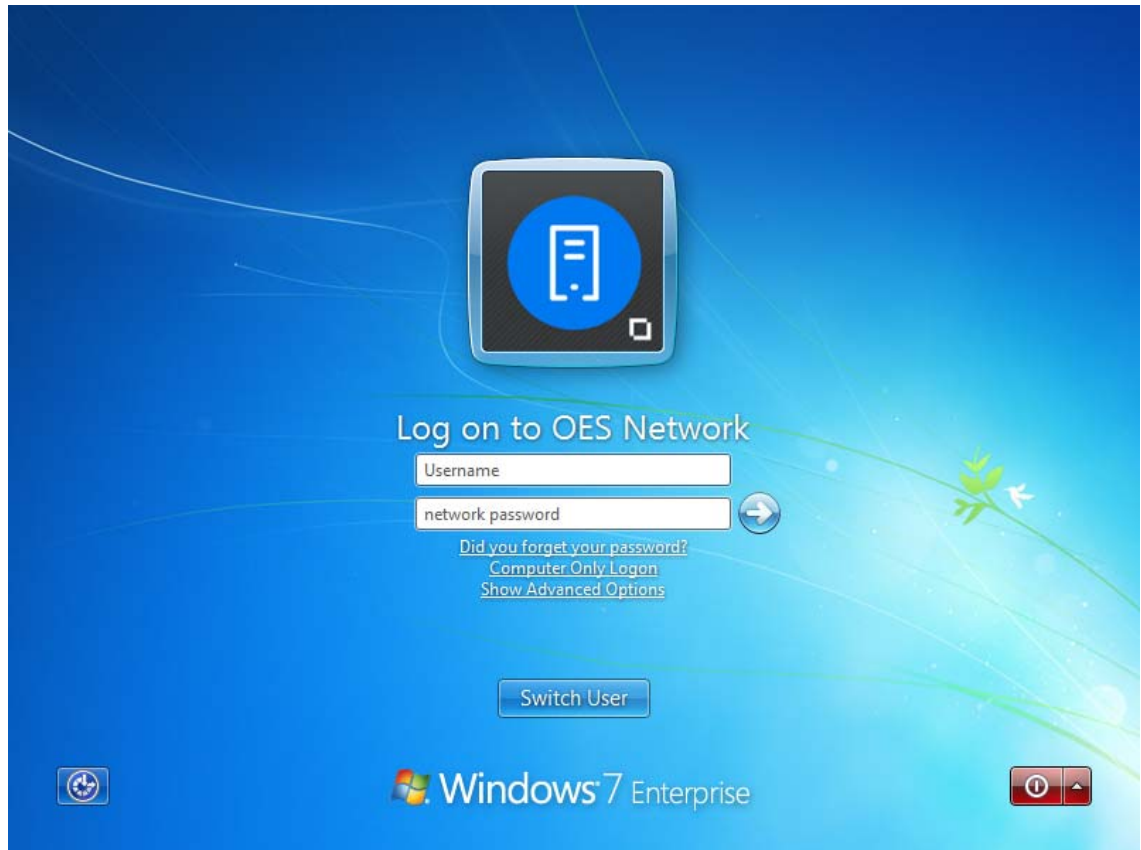 Log on to OES Network
Username
network password
Did you forget your password?
Computer Only Logon
Show Advanced Options
Switch User
Windows 7 Enterprise